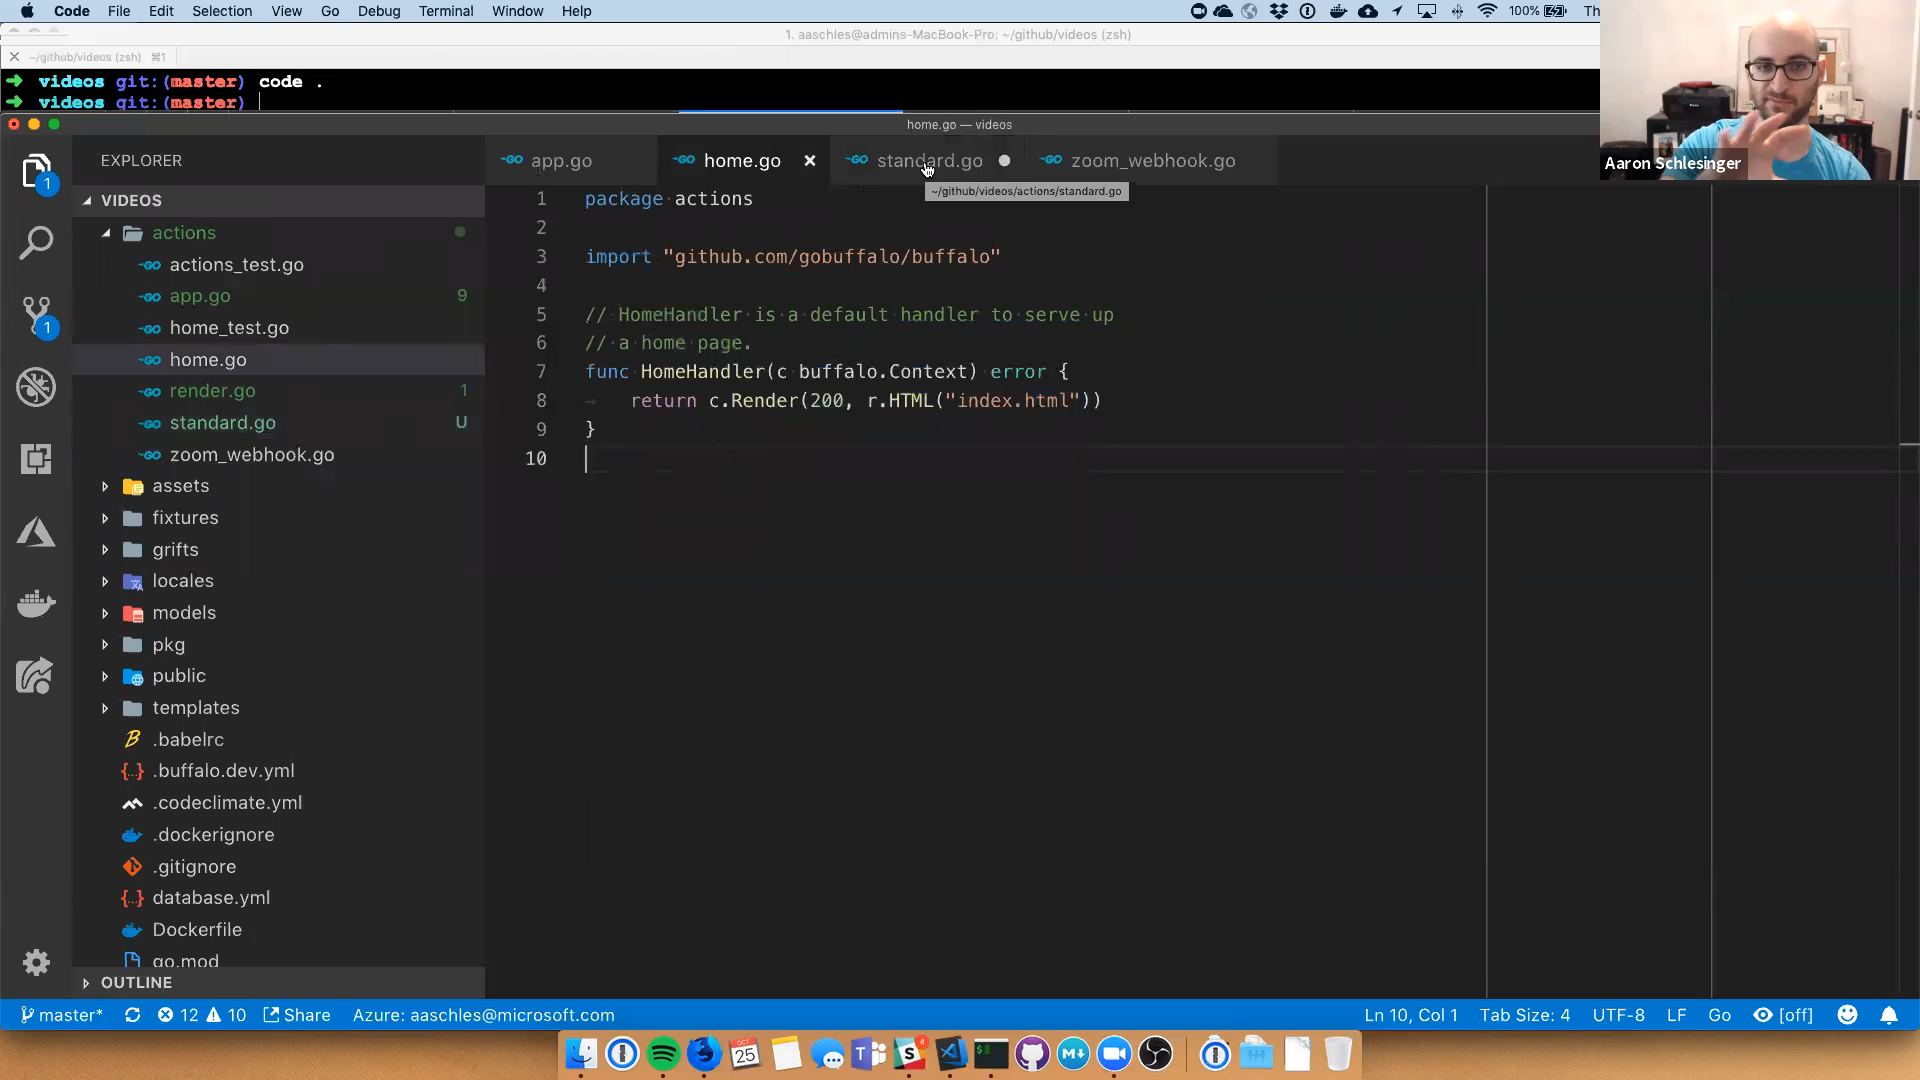 Code File Edit Selection View Go Debug Terminal Window Help 100% Th
1. aaschles@admins-MacBook-Pro: ~/github/videos (zsh)
~/github/videos (zsh) ⌘1
➜ videos git:(master) code .
➜ videos git:(master)
home.go — videos
Aaron Schlesinger
EXPLORER
app.go
home.go
standard.go
zoom_webhook.go
~/github/videos/actions/standard.go
1
VIDEOS
actions
actions_test.go
app.go 9
home_test.go
home.go
render.go 1
standard.go U
zoom_webhook.go
assets
fixtures
grifts
locales
models
pkg
public
templates
.babelrc
.buffalo.dev.yml
.codeclimate.yml
.dockerignore
.gitignore
database.yml
Dockerfile
go.mod
OUTLINE
1
1 package actions
2
3 import "github.com/gobuffalo/buffalo"
4
5 // HomeHandler is a default handler to serve up
6 // a home page.
7 func HomeHandler(c buffalo.Context) error {
8 return c.Render(200, r.HTML("index.html"))
9 }
10
master* 12 10 Share Azure: aaschles@microsoft.com Ln 10, Col 1 Tab Size: 4 UTF-8 LF Go [off]
OCT
25
4